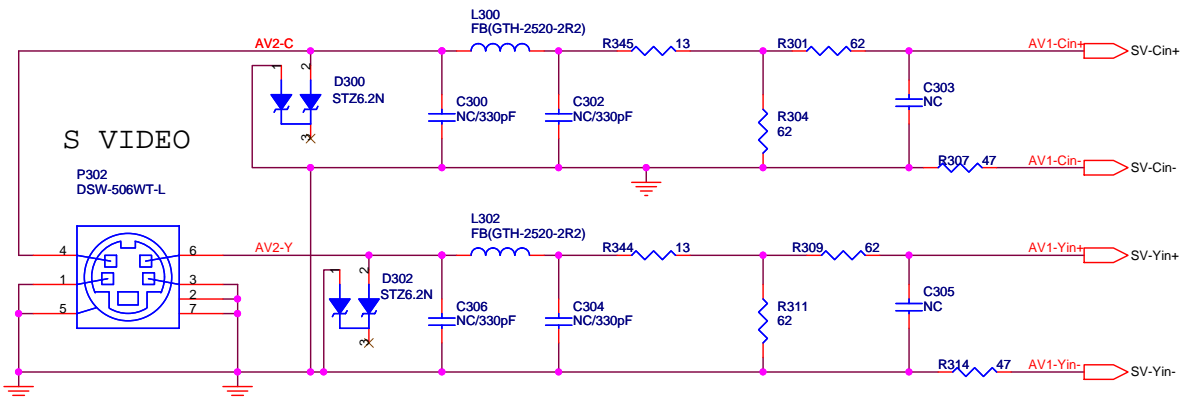 L300
FB(GTH-2520-2R2)
AV2-C
R345 13
R301 62
AV1-Cin+
SV-Cin+
1
2
D300
STZ6.2N
3
C300
NC/330pF
C302
NC/330pF
R304
62
C303
NC
S VIDEO
P302
DSW-506WT-L
R307 47
AV1-Cin-
SV-Cin-
L302
FB(GTH-2520-2R2)
4
6
AV2-Y
R344 13
R309 62
AV1-Yin+
SV-Yin+
1
3
2
5
7
1
2
D302
STZ6.2N
3
C306
NC/330pF
C304
NC/330pF
R311
62
C305
NC
R314 47
AV1-Yin-
SV-Yin-